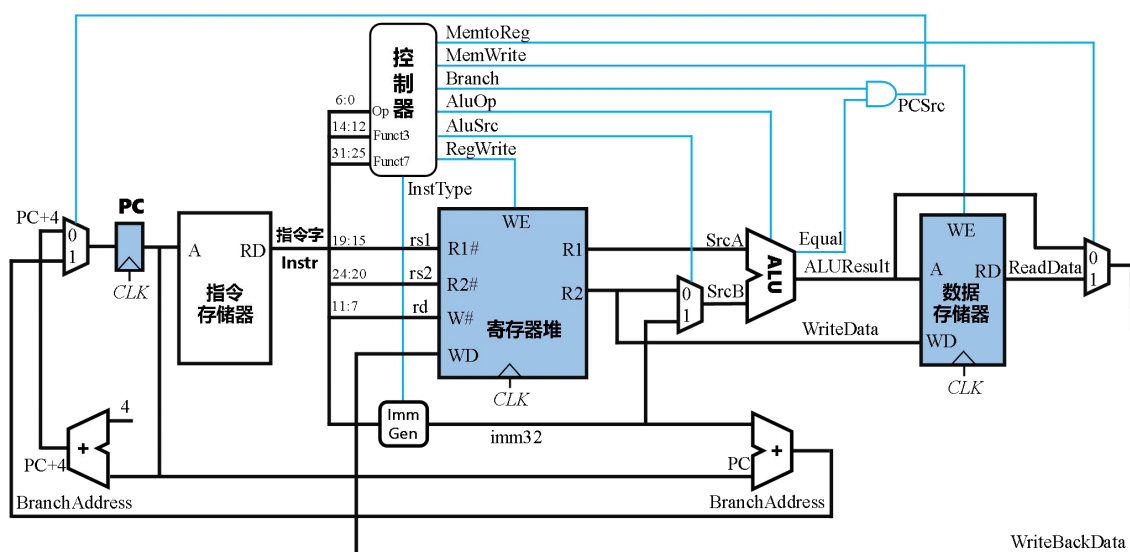 MemtoReg
MemWrite
Branch
PCSrc
AluOp
AluSrc
RegWrite
控制器
6:0
Op
14:12
Funct3
31:25
Funct7
InstType
PC+4
0
1
PC
CLK
A
RD
指令
存储器
指令字
Instr
19:15
rs1
24:20
rs2
11:7
rd
WE
R1#
R1
R2#
R2
W#
寄存器堆
WD
CLK
0
1
SrcA
SrcB
ALU
Equal
ALUResult
WriteData
WE
A
RD
数据
存储器
WD
CLK
ReadData
0
1
4
+
PC+4
Imm
Gen
imm32
PC
+
BranchAddress
BranchAddress
WriteBackData